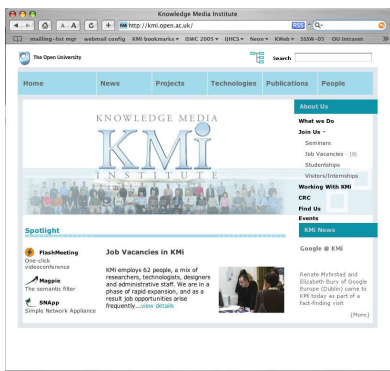 Knowledge Media Institute
A A
http://kmi.open.ac.uk/
RSS
Q-
mailing-list mgr webmail config KMI bookmarks ISWC 2005 IJHCS Neon KWeb SSSW-05 OU Intranet
The Open University
Search
Home News Projects Technologies Publications People
About Us
What we Do
Join Us -
Seminars
Job Vacancies - [9]
Studentships
Visitors/Internships
Working With KMi
CRC
Find Us
Events
KNOWLEDGE MEDIA
KMi
INSTITUTE
Spotlight
FlashMeeting
One-click
videoconference
Magpie
The semantic filter
SNApp
Simple Network Appliance
Job Vacancies in KMi
KMi employs 62 people, a mix of
researchers, technologists, designers
and administrative staff. We are in a
phase of rapid expansion, and as a
result job opportunities arise
frequently...view details
KMi News
Google @ KMi
Renate Myhrstad and
Elizabeth Bury of Google
Europe (Dublin) came to
KMi today as part of a
fact-finding visit
[More]